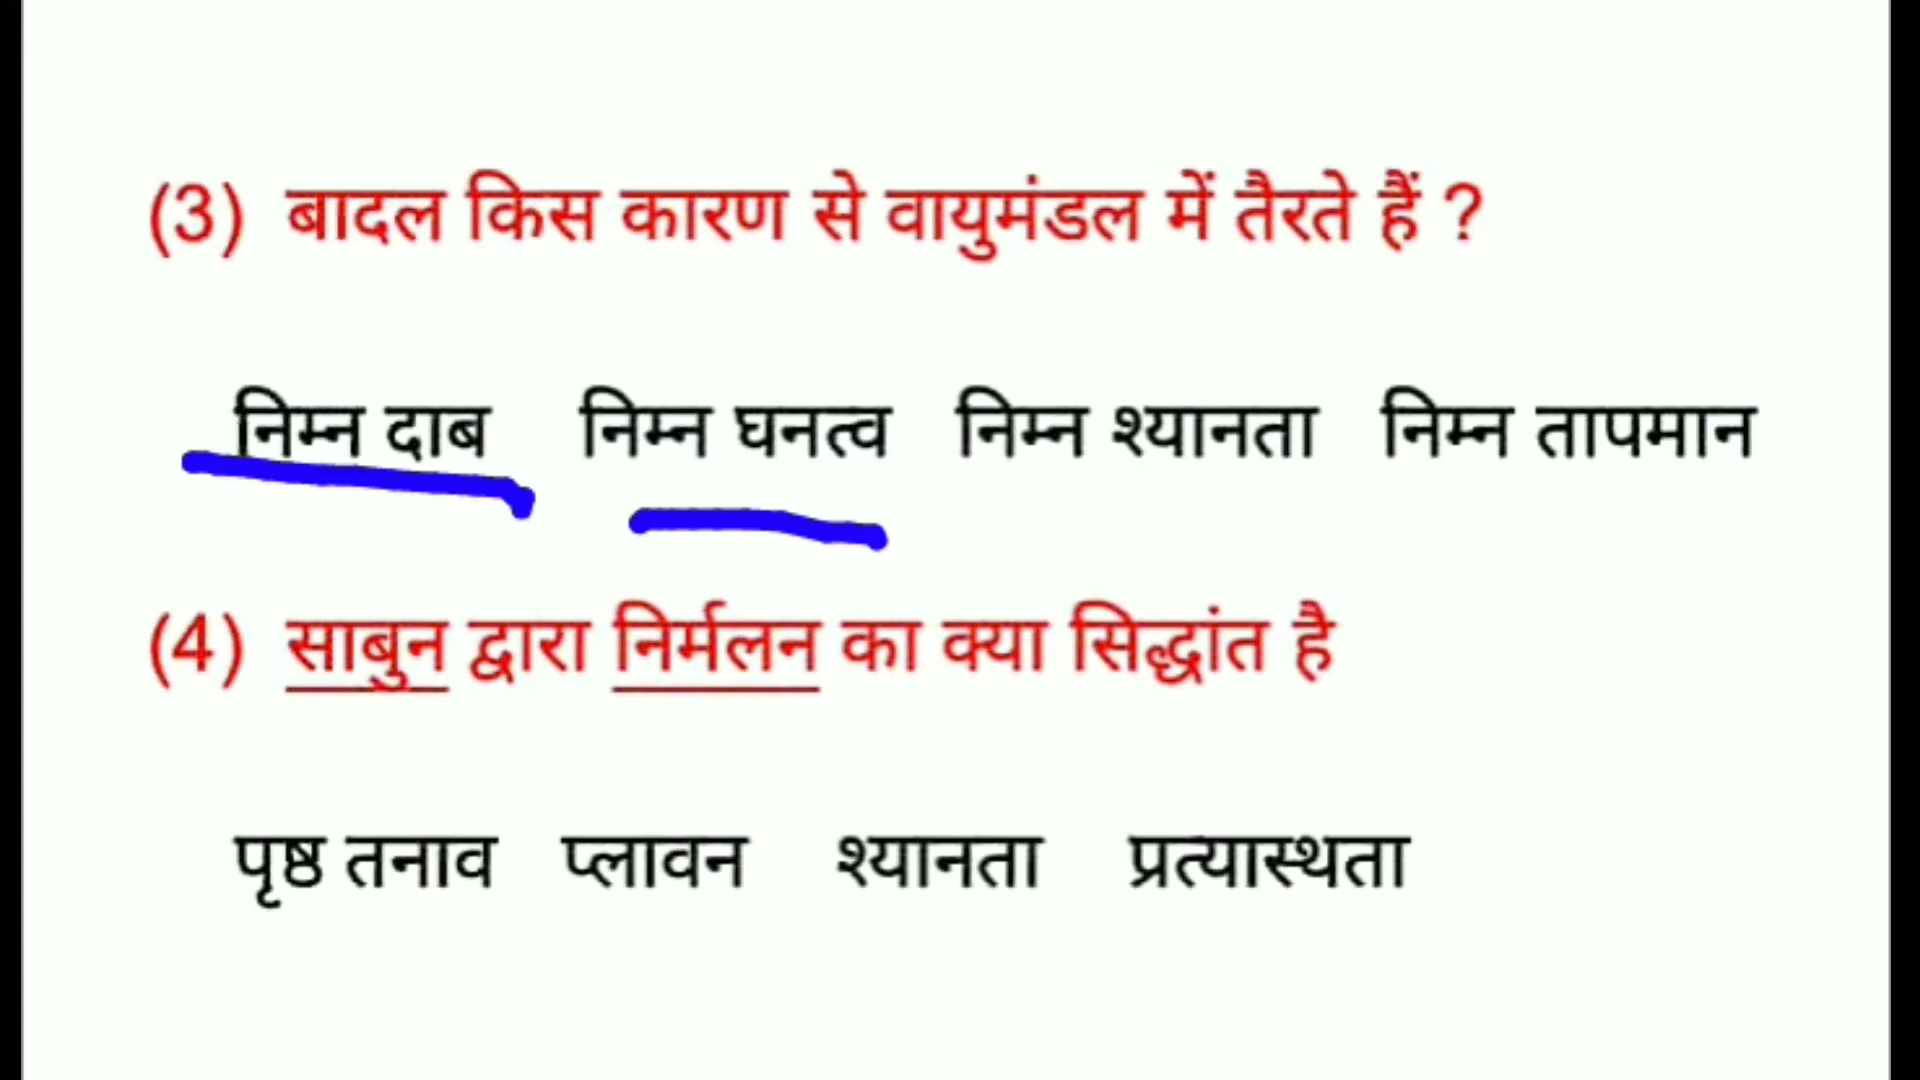 (3) बादल किस कारण से वायुमंडल में तैरते हैं ?
निम्न दाब निम्न घनत्व निम्न श्यानता निम्न तापमान
(4) साबुन द्वारा निर्मलन का क्या सिद्धांत है
पृष्ठ तनाव प्लावन श्यानता प्रत्यास्थता